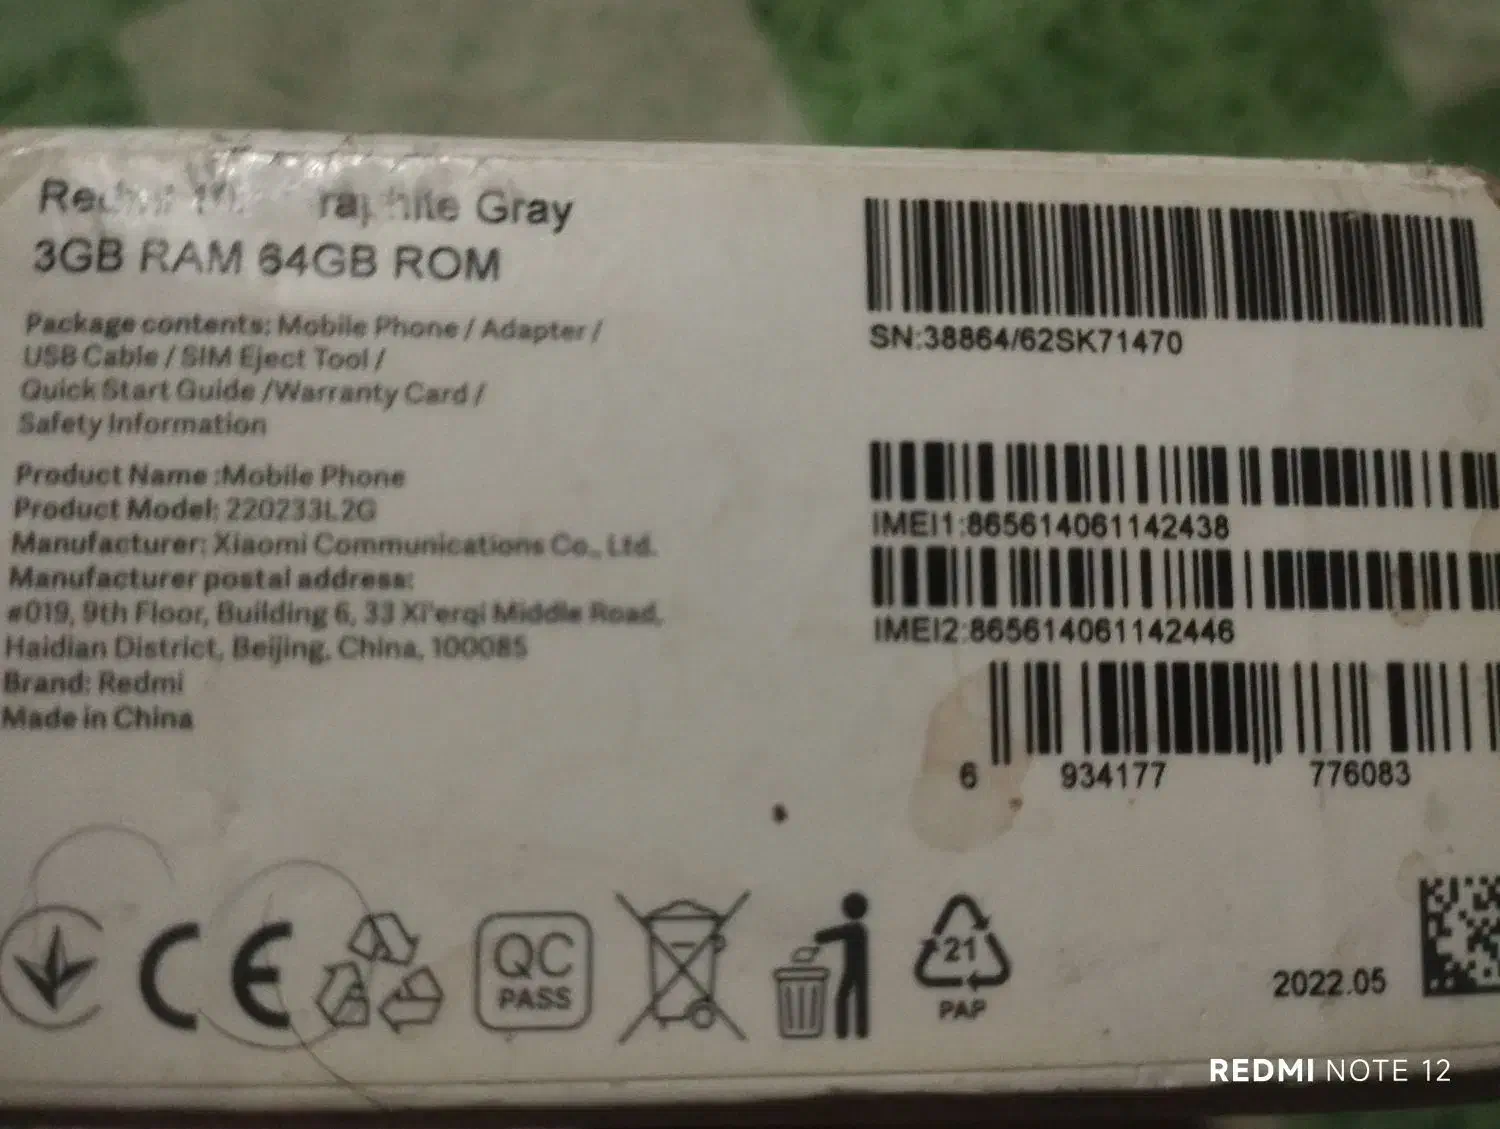 Gray
3GB RAM 64GB ROM
Package contents: Mobile Phone / Adapter /
USB Cable / SIM Eject Tool /
Quick Start Guide /Warranty Card /
Safety Information
Product Name :Mobile Phone
Product Model: 220233L2G
Manufacturer: Xiaomi Communications Co., Ltd.
Manufacturer postal address:
#019, 9th Floor, Building 6, 33 Xi'erqi Middle Road,
Haidian District, Beijing, China, 100085
Brand: Redmi
Made in China
SN:38864/62SK71470
IMEI1:865614061142438
IMEI2:865614061142446
6 934177 776083
CE
QC
PASS
21
PAP
2022.05
REDMI NOTE 12